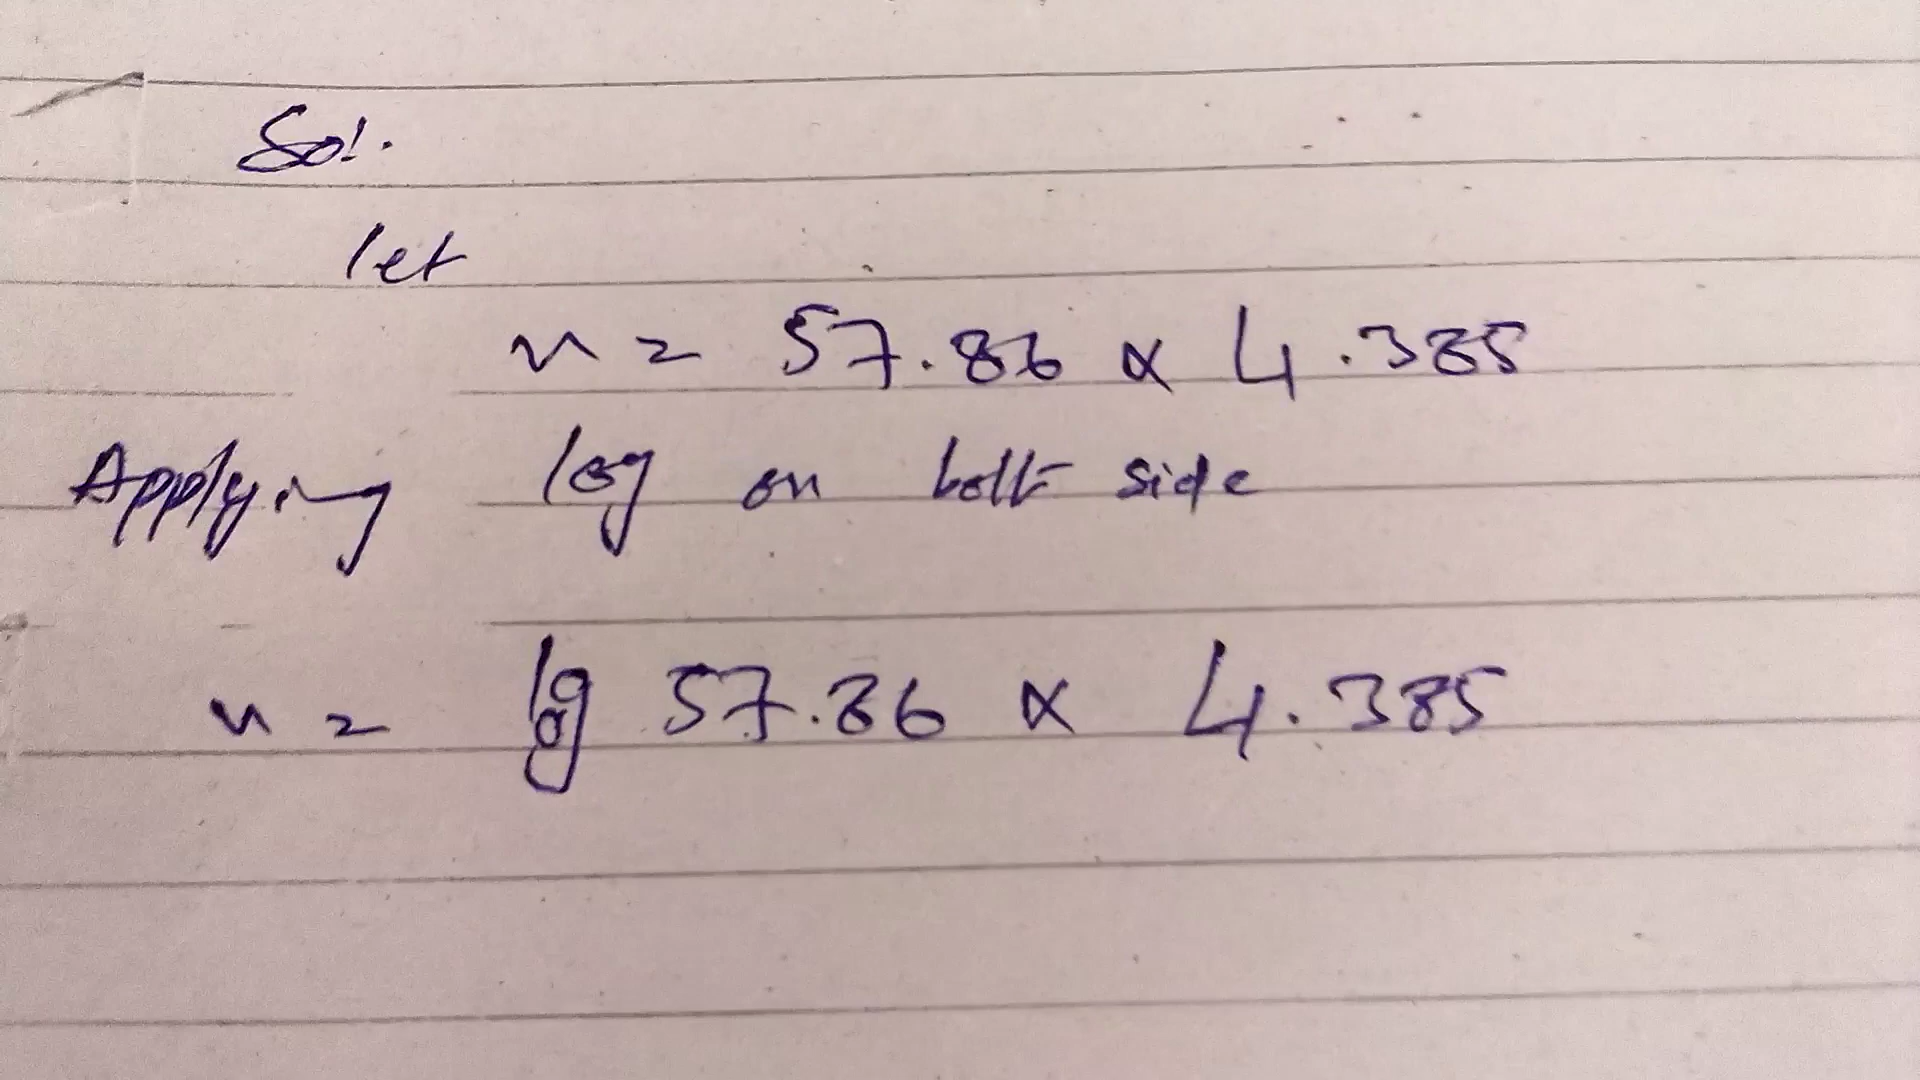 Sol.
let
n = 57.86 x 4.385
Applying log on both side
n = log 57.86 x 4.385